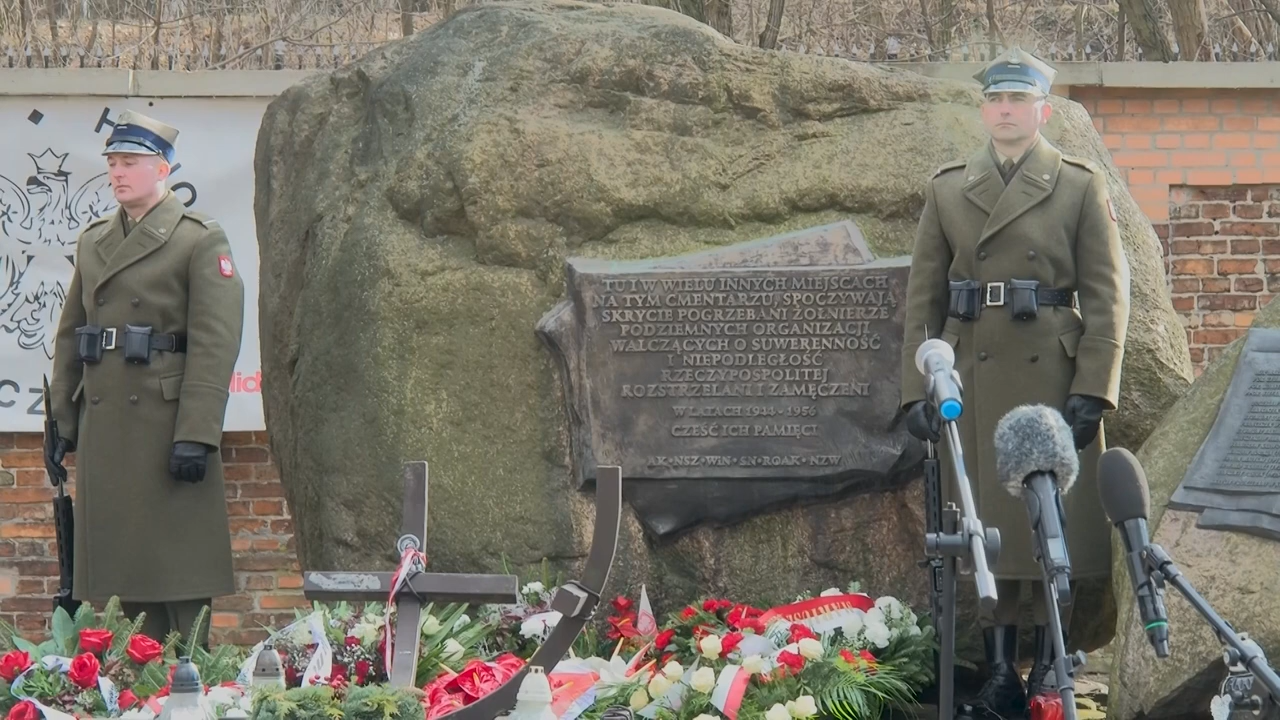 TU I W WIELU INNYCH MIEJSCACH
NA TYM CMENTARZU, SPOCZYWAJĄ
SKRYCIE POGRZEBANI ŻOŁNIERZE
PODZIEMNYCH ORGANIZACJI
WALCZĄCYCH O SUWERENNOŚĆ
I NIEPODLEGŁOŚĆ
RZECZYPOSPOLITEJ
ROZSTRZELANI I ZAMĘCZENI
W LATACH 1944 - 1956
CZEŚĆ ICH PAMIĘCI
AK • NSZ • WIN • SN • ROAK • NZW